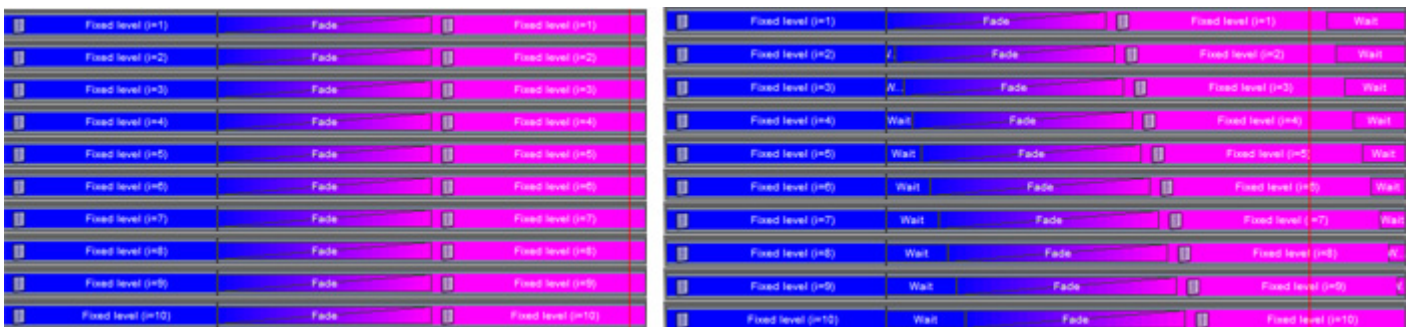 Fixed level (i=1) Fade Fixed level (i=1)
Fixed level (i=2) Fade Fixed level (i=2)
Fixed level (i=3) Fade Fixed level (i=3)
Fixed level (i=4) Fade Fixed level (i=4)
Fixed level (i=5) Fade Fixed level (i=5)
Fixed level (i=6) Fade Fixed level (i=6)
Fixed level (i=7) Fade Fixed level (i=7)
Fixed level (i=8) Fade Fixed level (i=8)
Fixed level (i=9) Fade Fixed level (i=9)
Fixed level (i=10) Fade Fixed level (i=10)
Fixed level (i=1) Fade Fixed level (i=1) Wait
Fixed level (i=2) Fade Fixed level (i=2) Wait
Fixed level (i=3) W... Fade Fixed level (i=3) Wait
Fixed level (i=4) Wait Fade Fixed level (i=4) Wait
Fixed level (i=5) Wait Fade Fixed level (i=5) Wait
Fixed level (i=6) Wait Fade Fixed level (i=6) Wait
Fixed level (i=7) Wait Fade Fixed level (i=7) Wait
Fixed level (i=8) Wait Fade Fixed level (i=8) W...
Fixed level (i=9) Wait Fade Fixed level (i=9)
Fixed level (i=10) Wait Fade Fixed level (i=10)